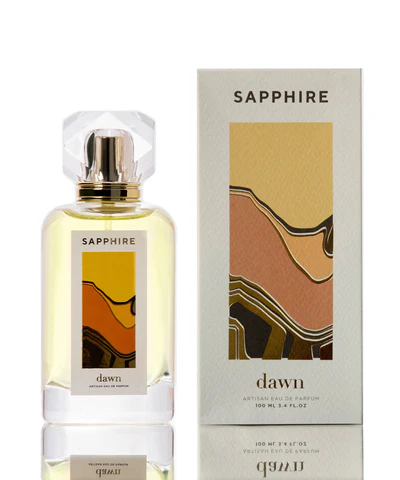 SAPPHIRE
dawn
ARTISAN EAU DE PARFUM
SAPPHIRE
dawn
ARTISAN EAU DE PARFUM
100 ML 3.4 FL.OZ